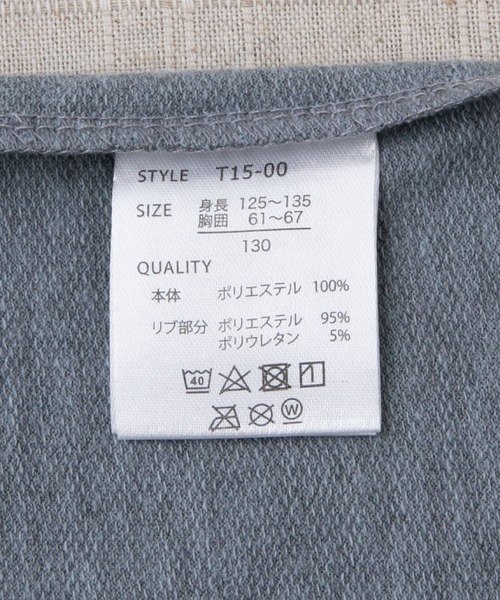 STYLE T15-00
SIZE 身長 125～135
胸囲 61～67
130
QUALITY
本体 ポリエステル 100%
リブ部分 ポリエステル 95%
ポリウレタン 5%
40
W